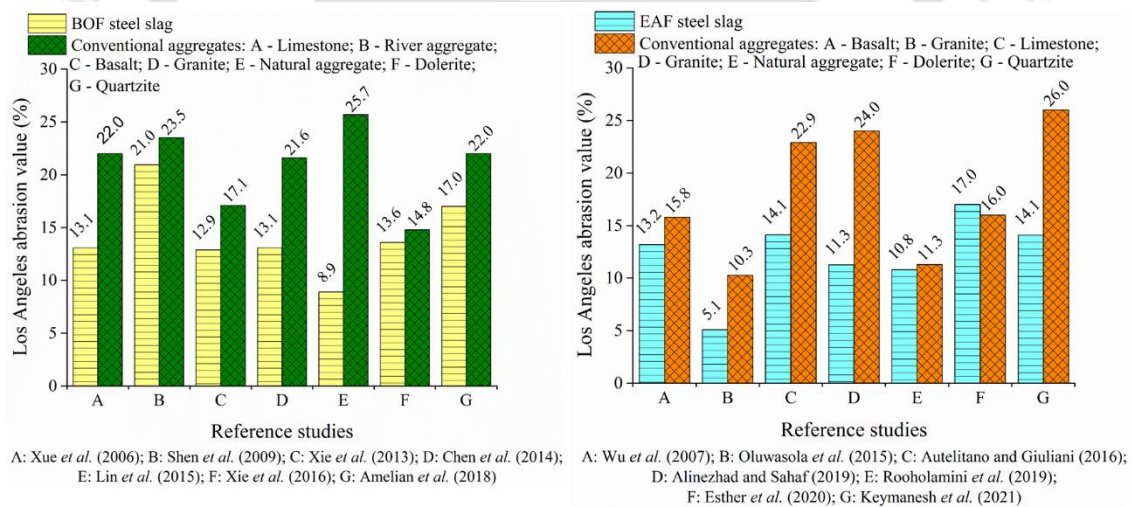 BOF steel slag
Conventional aggregates: A - Limestone; B - River aggregate;
C - Basalt; D - Granite; E - Natural aggregate; F - Dolerite;
G - Quartzite
Los Angeles abrasion value (%)
30
25
20
15
10
5
0
13.1
22.0
21.0
23.5
12.9
17.1
13.1
21.6
8.9
25.7
13.6
14.8
17.0
22.0
A B C D E F G
Reference studies
A: Xue et al. (2006); B: Shen et al. (2009); C: Xie et al. (2013); D: Chen et al. (2014);
E: Lin et al. (2015); F: Xie et al. (2016); G: Amelian et al. (2018)
EAF steel slag
Conventional aggregates: A - Basalt; B - Granite; C - Limestone;
D - Granite; E - Natural aggregate; F - Dolerite; G - Quartzite
Los Angeles abrasion value (%)
30
25
20
15
10
5
0
13.2
15.8
5.1
10.3
14.1
22.9
11.3
24.0
10.8
11.3
17.0
16.0
14.1
26.0
A B C D E F G
Reference studies
A: Wu et al. (2007); B: Oluwasola et al. (2015); C: Autelitano and Giuliani (2016);
D: Alinezhad and Sahaf (2019); E: Rooholamini et al. (2019);
F: Esther et al. (2020); G: Keymanesh et al. (2021)